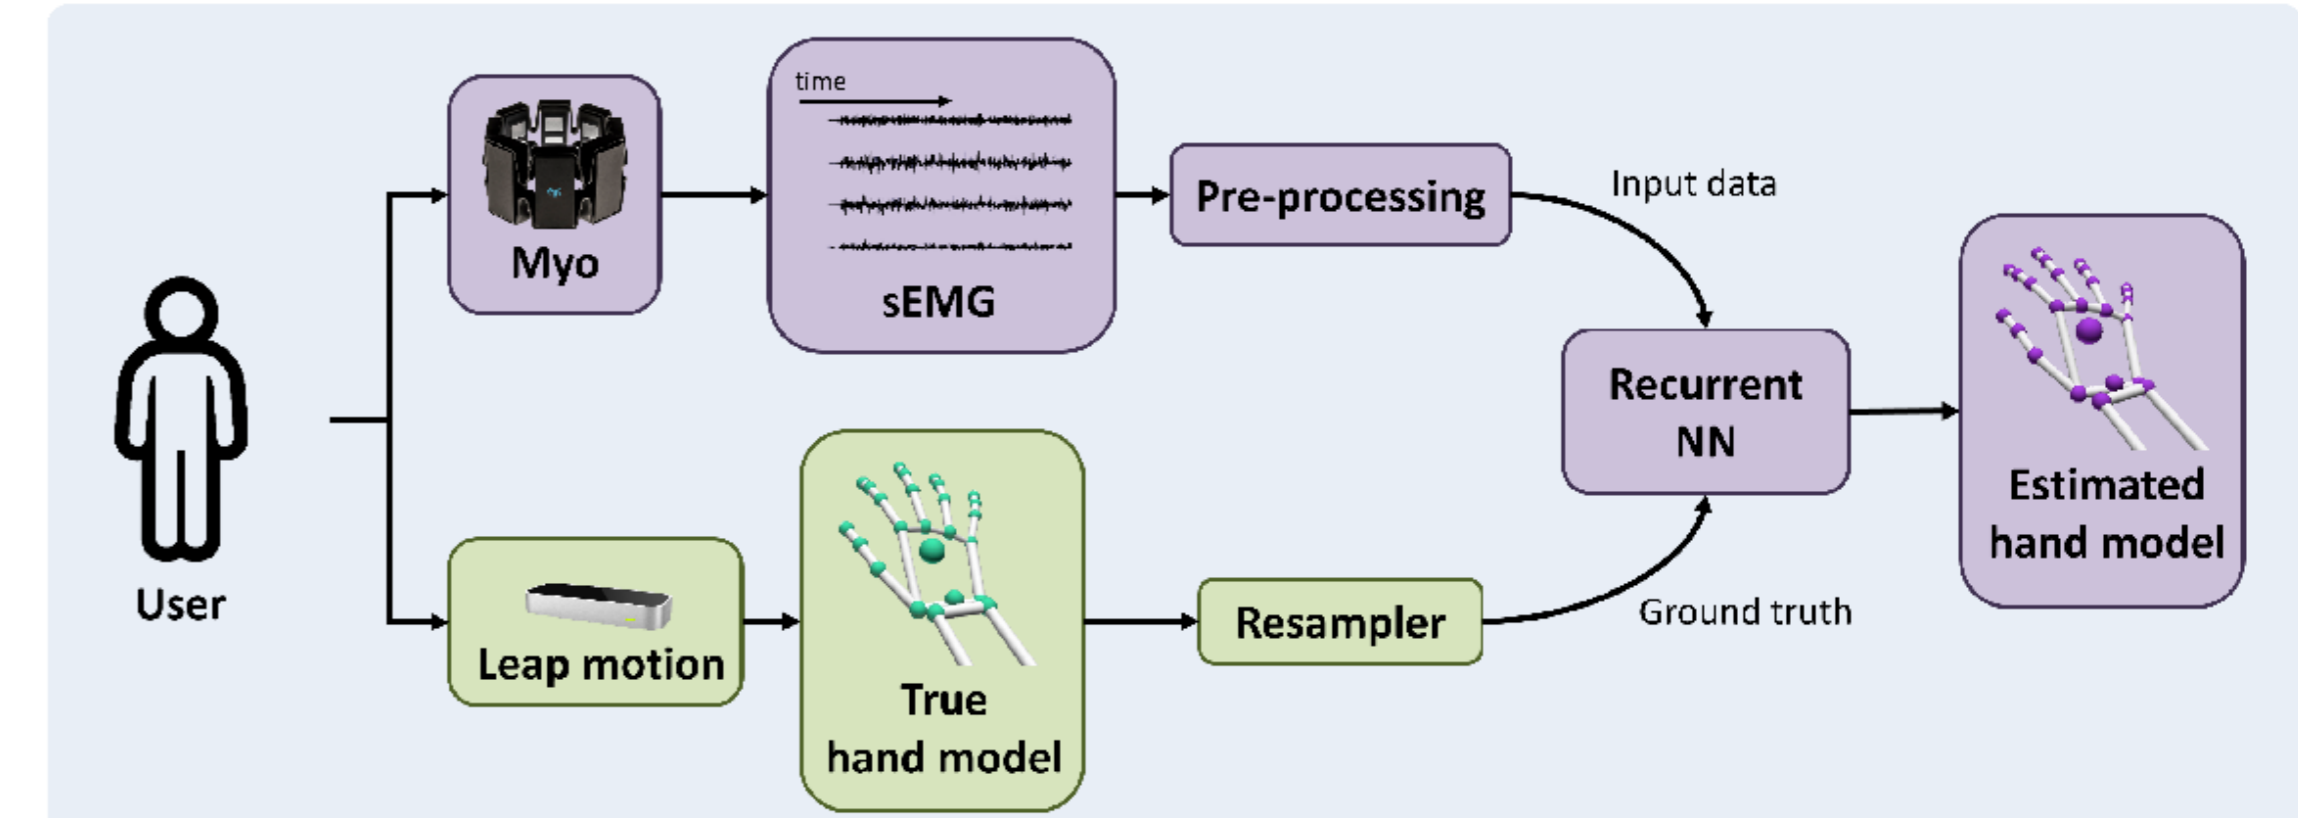 time
Myo
sEMG
Pre-processing
Input data
Recurrent
NN
Estimated
hand model
User
Leap motion
True
hand model
Resampler
Ground truth